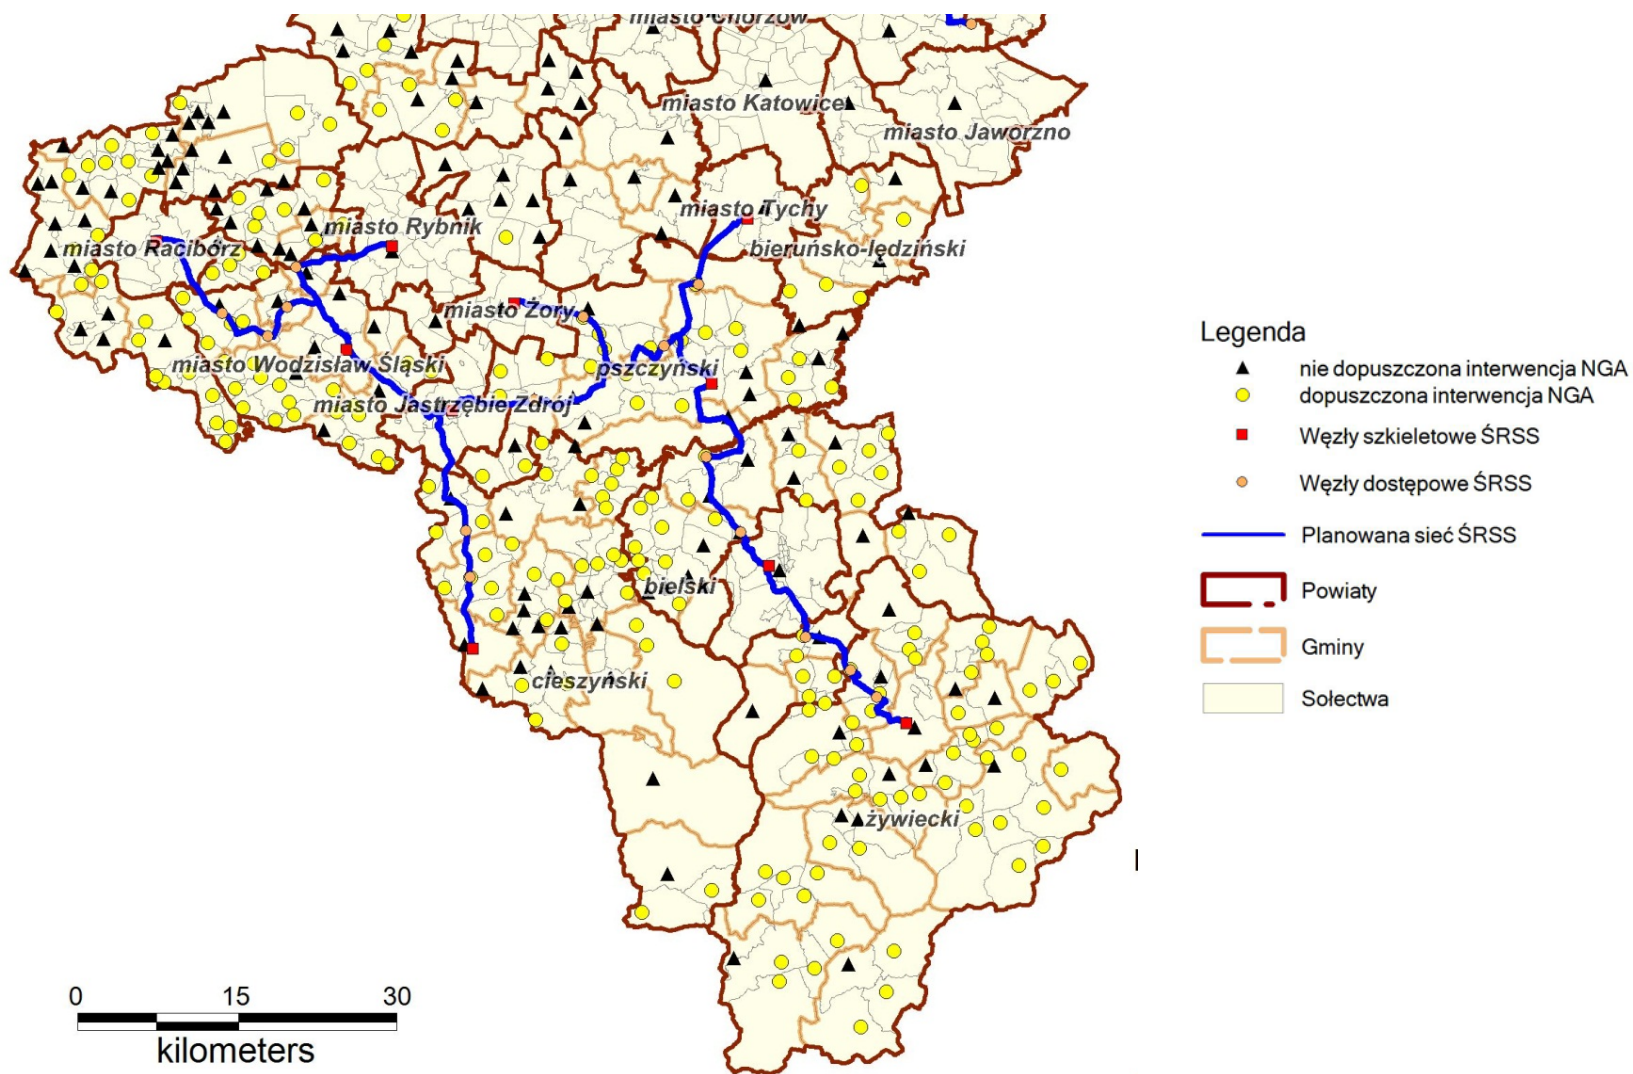 miasto Chorzów
miasto Katowice
miasto Jaworzno
miasto Tychy
miasto Rybnik
miasto Racibórz
bieruńsko-lędziński
miasto Żory
miasto Wodzisław Śląski
pszczyński
miasto Jastrzębie Zdrój
bielski
cieszyński
żywiecki
0 15 30
kilometers
Legenda
nie dopuszczona interwencja NGA
dopuszczona interwencja NGA
Węzły szkieletowe ŚRSS
Węzły dostępowe ŚRSS
Planowana sieć ŚRSS
Powiaty
Gminy
Sołectwa